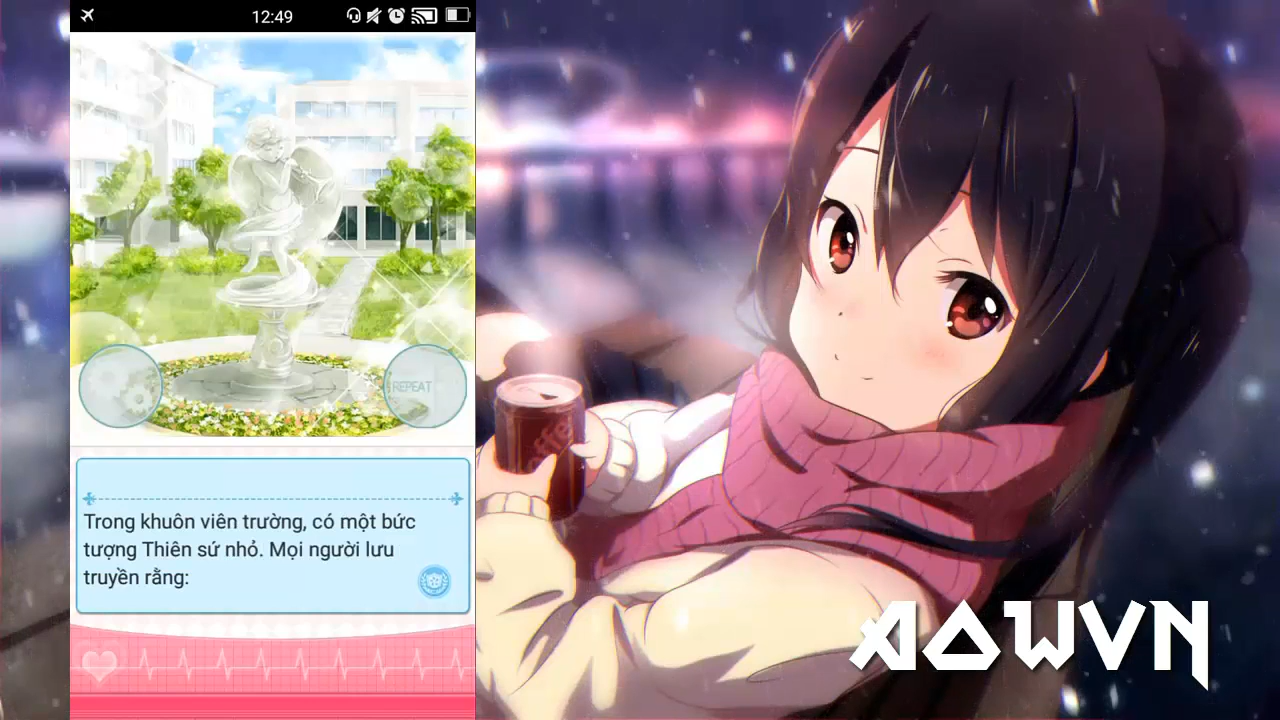 12:49
REPEAT
Trong khuôn viên trường, có một bức
tượng Thiên sứ nhỏ. Mọi người lưu
truyền rằng:
offe
AOWVN